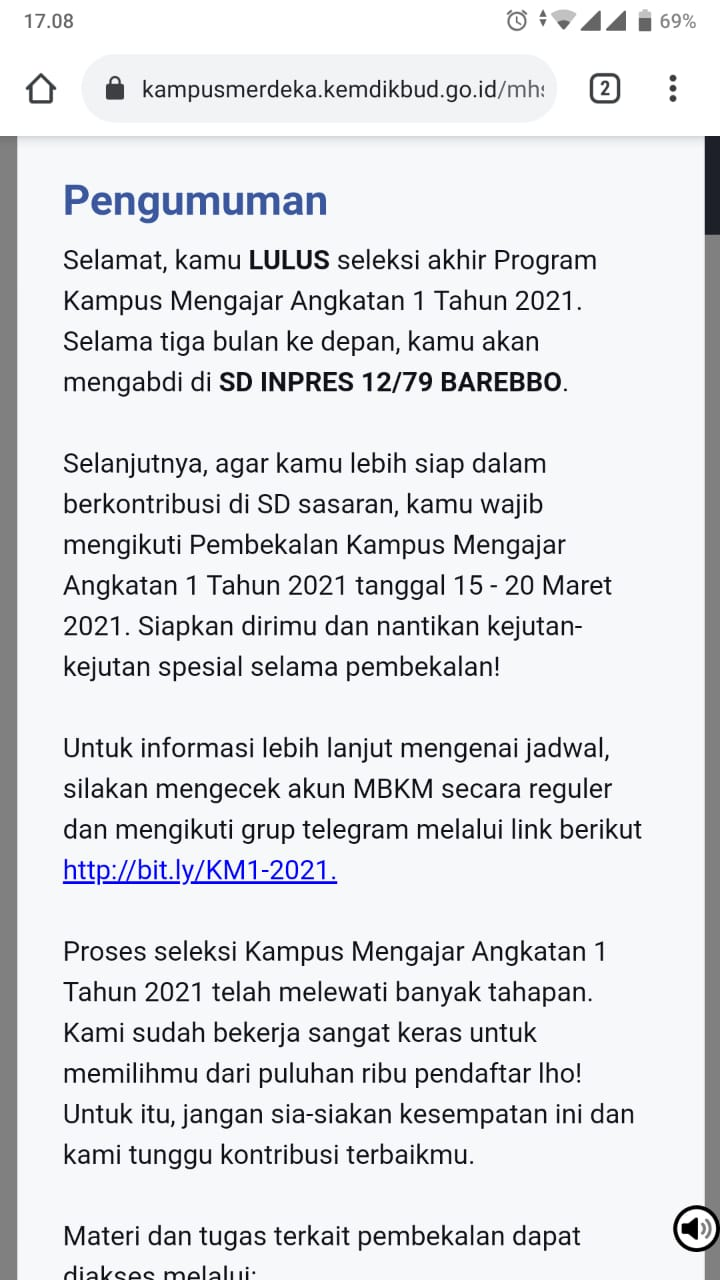 17.08
69%
kampusmerdeka.kemdikbud.go.id/mhs
2
Pengumuman
Selamat, kamu LULUS seleksi akhir Program
Kampus Mengajar Angkatan 1 Tahun 2021.
Selama tiga bulan ke depan, kamu akan
mengabdi di SD INPRES 12/79 BAREBBO.
Selanjutnya, agar kamu lebih siap dalam
berkontribusi di SD sasaran, kamu wajib
mengikuti Pembekalan Kampus Mengajar
Angkatan 1 Tahun 2021 tanggal 15 - 20 Maret
2021. Siapkan dirimu dan nantikan kejutan-
kejutan spesial selama pembekalan!
Untuk informasi lebih lanjut mengenai jadwal,
silakan mengecek akun MBKM secara reguler
dan mengikuti grup telegram melalui link berikut
http://bit.ly/KM1-2021.
Proses seleksi Kampus Mengajar Angkatan 1
Tahun 2021 telah melewati banyak tahapan.
Kami sudah bekerja sangat keras untuk
memilihmu dari puluhan ribu pendaftar lho!
Untuk itu, jangan sia-siakan kesempatan ini dan
kami tunggu kontribusi terbaikmu.
Materi dan tugas terkait pembekalan dapat
diakses melalui: